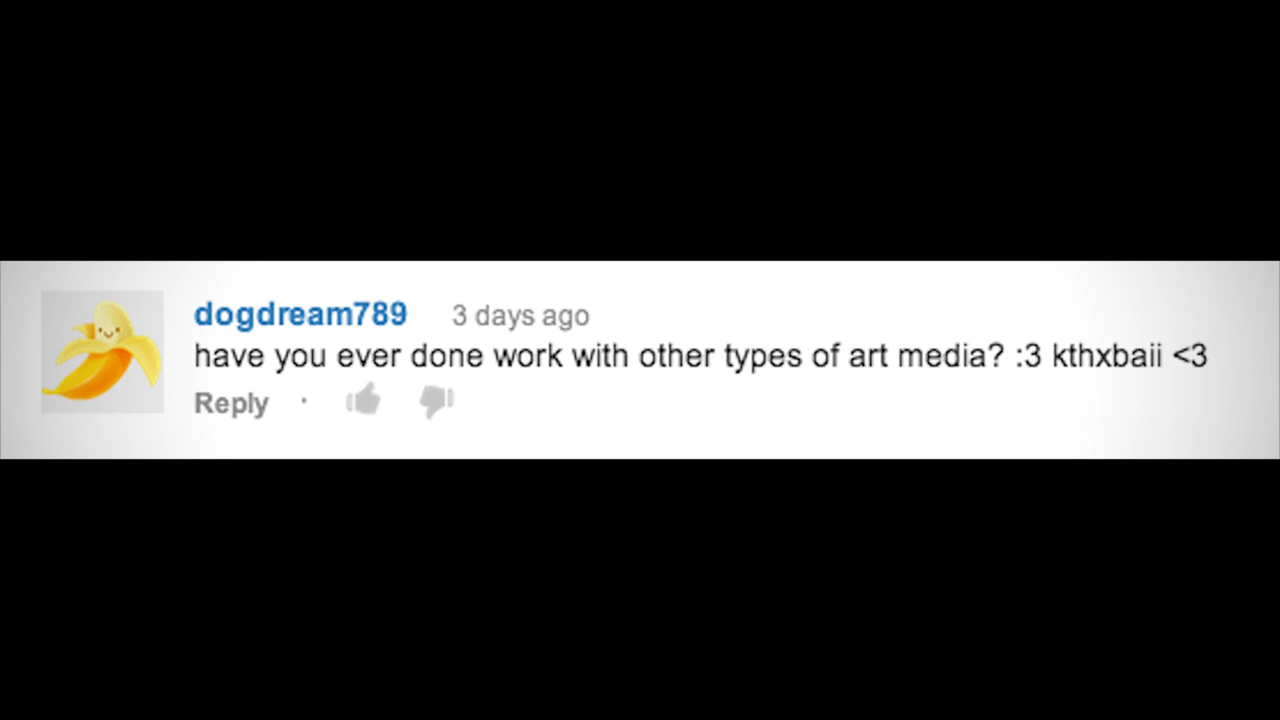 dogdream789 3 days ago
have you ever done work with other types of art media? :3 kthxbaii <3
Reply ·